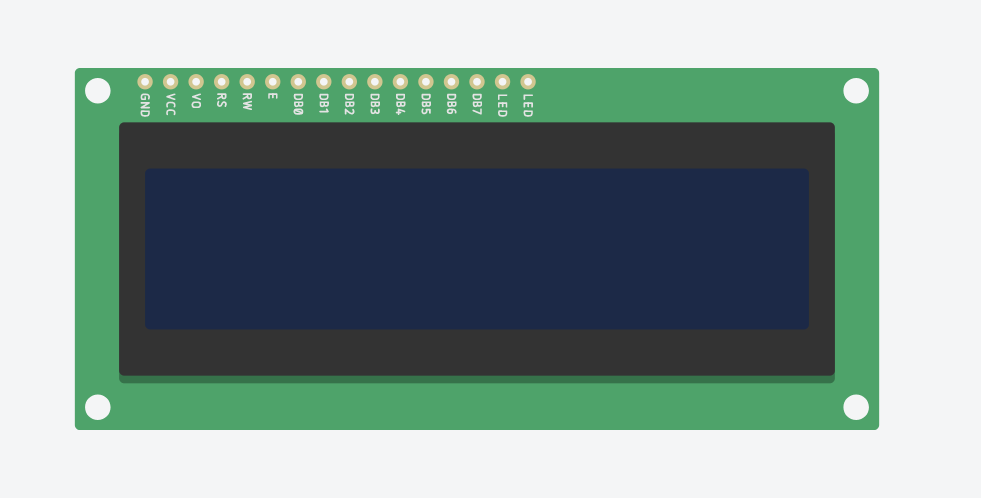 GND
VCC
VO
RS
RW
E
DB0
DB1
DB2
DB3
DB4
DB5
DB6
DB7
LED
LED